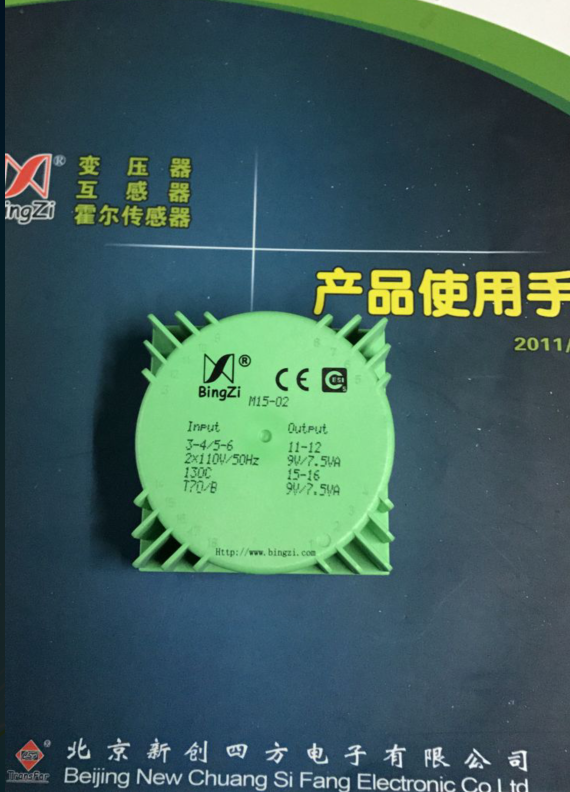 变压器
互感器
霍尔传感器
ingZi
®
产品使用手
2011/
BingZi
®
CE
M15-02
Input
3-4/5-6
2×110V/50Hz
130C
T70/B
Output
11-12
9V/7.5VA
15-16
9V/7.5VA
Http://www.bingzi.com
Transfar
®
北京新创四方电子有限公司
Beijing New Chuang Si Fang Electronic Co Ltd